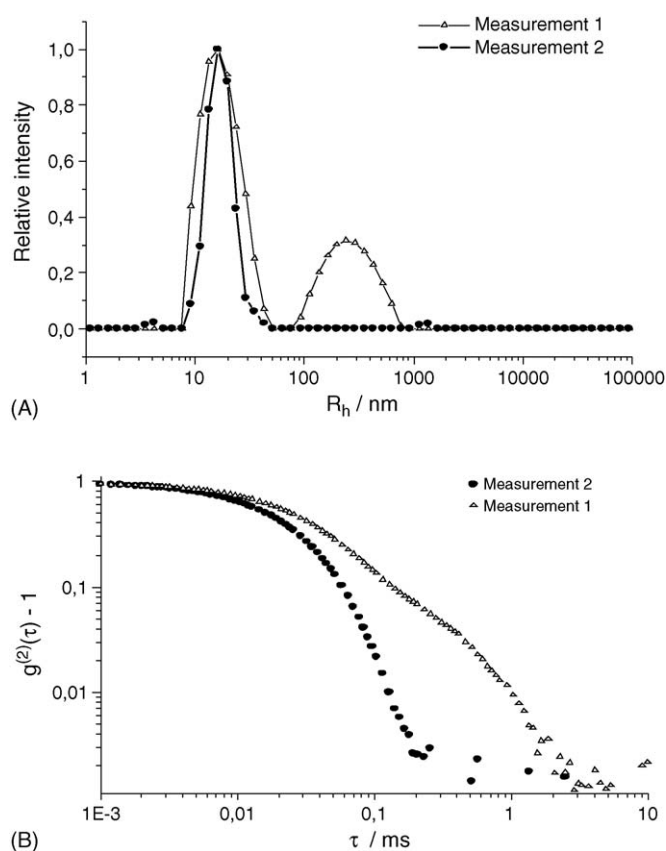 Measurement 1
Measurement 2
Relative intensity
1,0
0,8
0,6
0,4
0,2
0,0
1 10 100 1000 10000 100000
(A)
R_h / nm
Measurement 2
Measurement 1
g^(2)(τ) - 1
1
0,1
0,01
1E-3 0,01 0,1 1 10
(B)
τ / ms